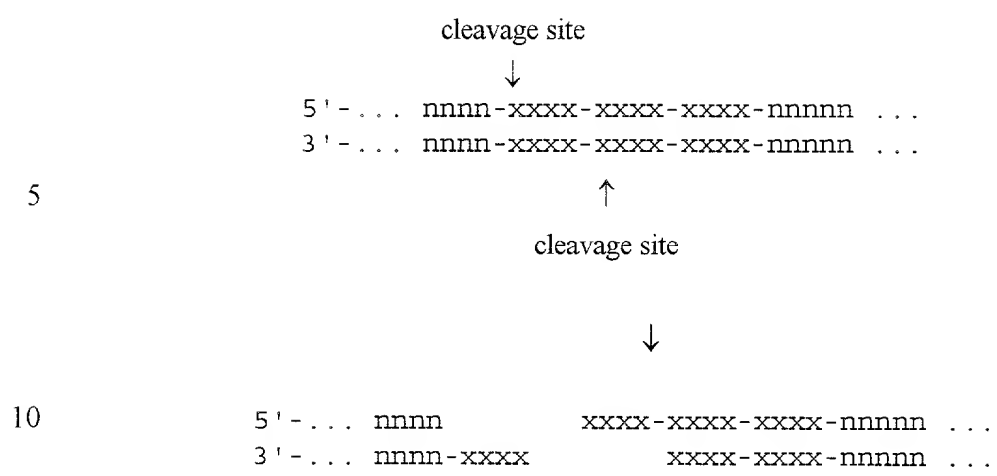 cleavage site
↓
5'-... nnnn-xxxx-xxxx-xxxx-nnnnn ...
3'-... nnnn-xxxx-xxxx-xxxx-nnnnn ...
5 ↑
cleavage site
↓
10 5'-... nnnn xxxx-xxxx-xxxx-nnnnn ...
3'-... nnnn-xxxx xxxx-xxxx-nnnnn ...